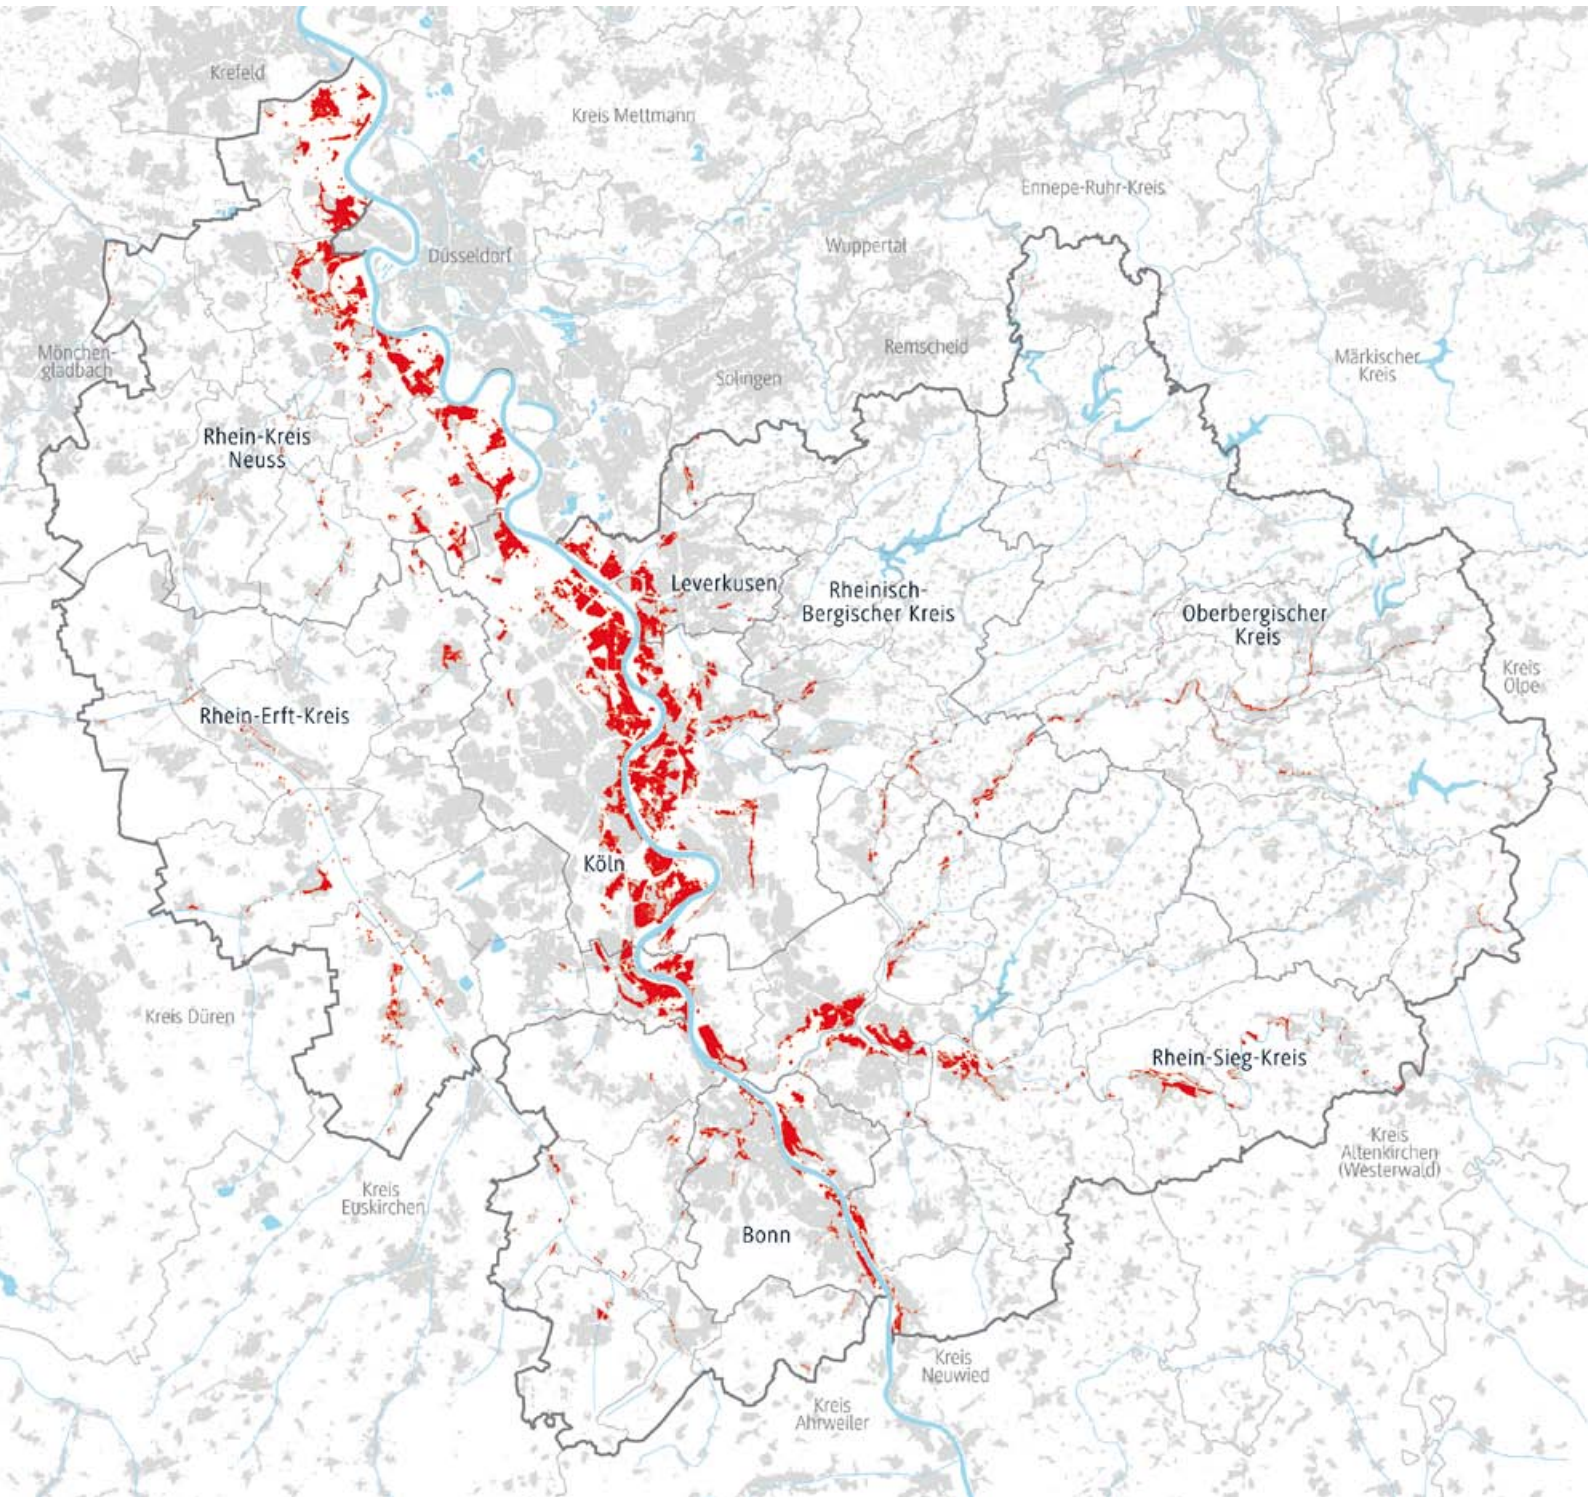 Krefeld
Kreis Mettmann
Ennepe-Ruhr-Kreis
Wuppertal
Düsseldorf
Mönchen-
gladbach
Remscheid
Märkischer
Kreis
Solingen
Rhein-Kreis
Neuss
Leverkusen
Rheinisch-
Bergischer Kreis
Oberbergischer
Kreis
Kreis
Olpe
Rhein-Erft-Kreis
Köln
Kreis Düren
Rhein-Sieg-Kreis
Kreis
Altenkirchen
(Westerwald)
Kreis
Euskirchen
Bonn
Kreis
Neuwied
Kreis
Ahrweiler